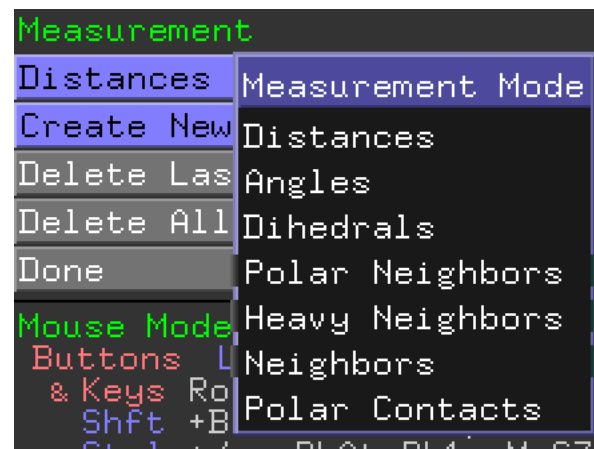 Measurement
Distances
Create New
Delete Las
Delete All
Done
Measurement Mode
Distances
Angles
Dihedrals
Polar Neighbors
Heavy Neighbors
Neighbors
Polar Contacts
Mouse Mode
Buttons L
& Keys Ro
Shft +B